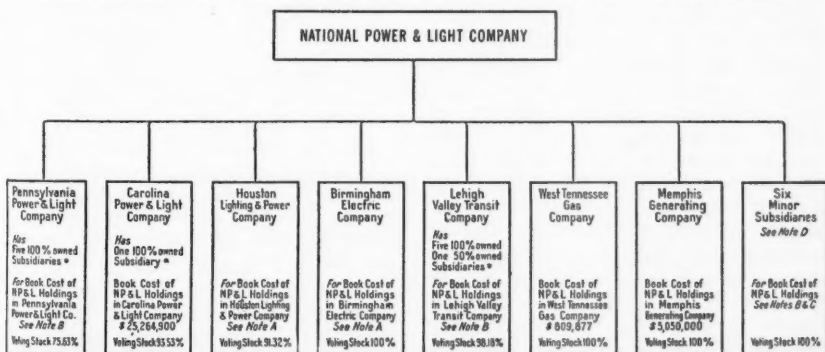 NATIONAL POWER & LIGHT COMPANY
Pennsylvania
Power & Light
Company
Has
Five 100% owned
Subsidiaries *
For Book Cost of
NP&L Holdings
in Pennsylvania
Power & Light Co.
See Note B
Voting Stock 75.63%
Carolina
Power & Light
Company
Has
One 100% owned
Subsidiary *
Book Cost of
NP&L Holdings
in Carolina Power
& Light Company
$25,264,900
Voting Stock 93.53%
Houston
Lighting & Power
Company
For Book Cost of
NP&L Holdings
in Houston Lighting
& Power Company
See Note A
Voting Stock 91.32%
Birmingham
Electric
Company
For Book Cost of
NP&L Holdings
in Birmingham
Electric Company
See Note A
Voting Stock 100%
Lehigh
Valley Transit
Company
Has
Five 100% owned
One 50% owned
Subsidiaries *
For Book Cost of
NP&L Holdings
in Lehigh Valley
Transit Company
See Note B
Voting Stock 98.18%
West Tennessee
Gas
Company
Book Cost of
NP&L Holdings
in West Tennessee
Gas Company
$809,877
Voting Stock 100%
Memphis
Generating
Company
Book Cost of
NP&L Holdings
in Memphis
Generating Company
$5,050,000
Voting Stock 100%
Six
Minor
Subsidiaries
See Note D
For Book Cost of
NP&L Holdings
See Notes B & C
Voting Stock 100%